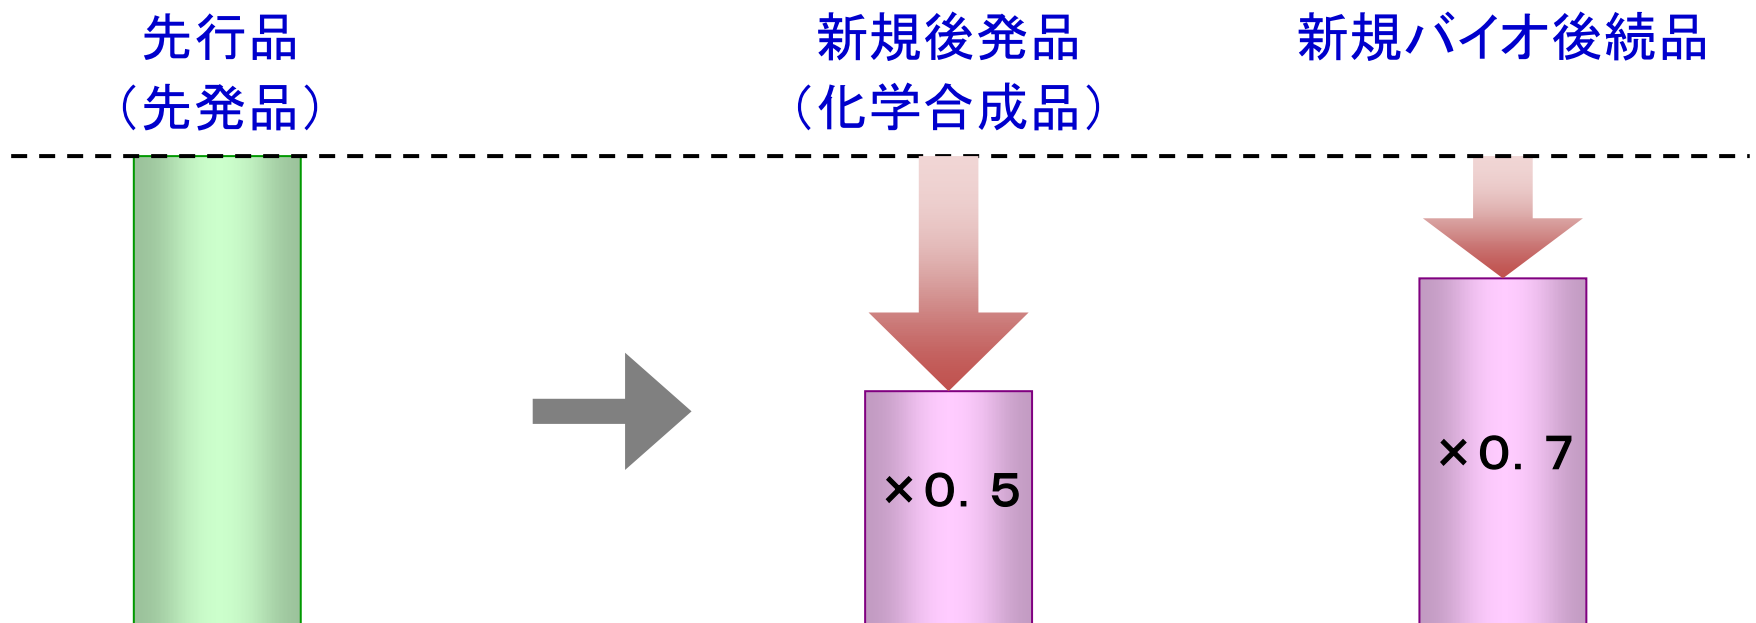 先行品
（先発品）
新規後発品
（化学合成品）
新規バイオ後続品
×０．５
×０．７